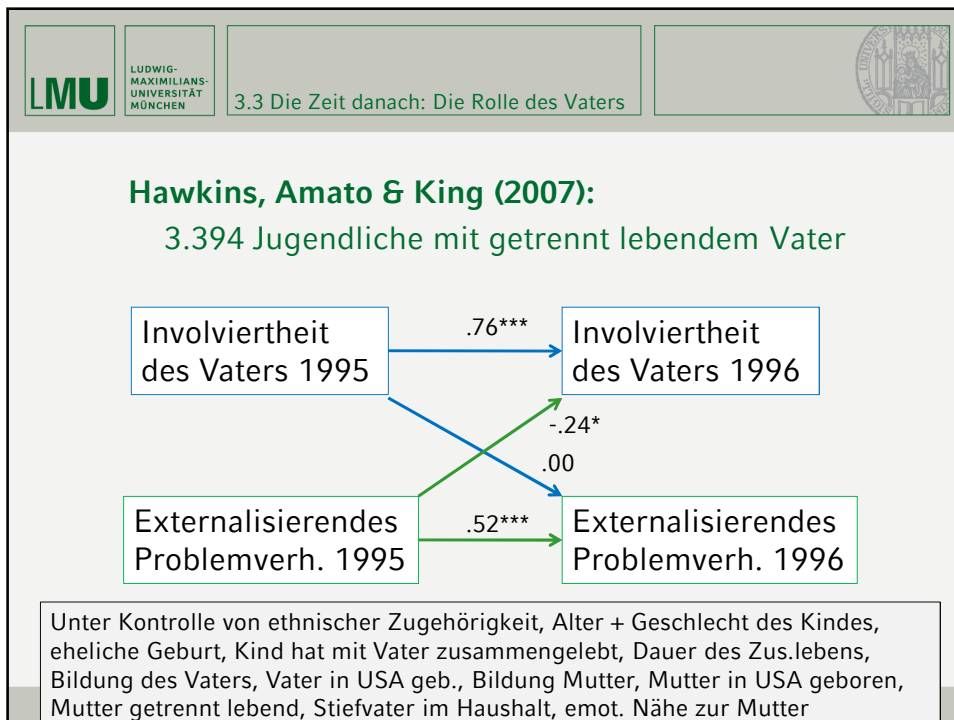 LMU
LUDWIG-
MAXIMILIANS-
UNIVERSITÄT
MÜNCHEN
3.3 Die Zeit danach: Die Rolle des Vaters
Hawkins, Amato & King (2007):
3.394 Jugendliche mit getrennt lebendem Vater
Involviertheit
des Vaters 1995
.76***
Involviertheit
des Vaters 1996
-.24*
.00
Externalisierendes
Problemverh. 1995
.52***
Externalisierendes
Problemverh. 1996
Unter Kontrolle von ethnischer Zugehörigkeit, Alter + Geschlecht des Kindes,
eheliche Geburt, Kind hat mit Vater zusammengelebt, Dauer des Zus.lebens,
Bildung des Vaters, Vater in USA geb., Bildung Mutter, Mutter in USA geboren,
Mutter getrennt lebend, Stiefvater im Haushalt, emot. Nähe zur Mutter